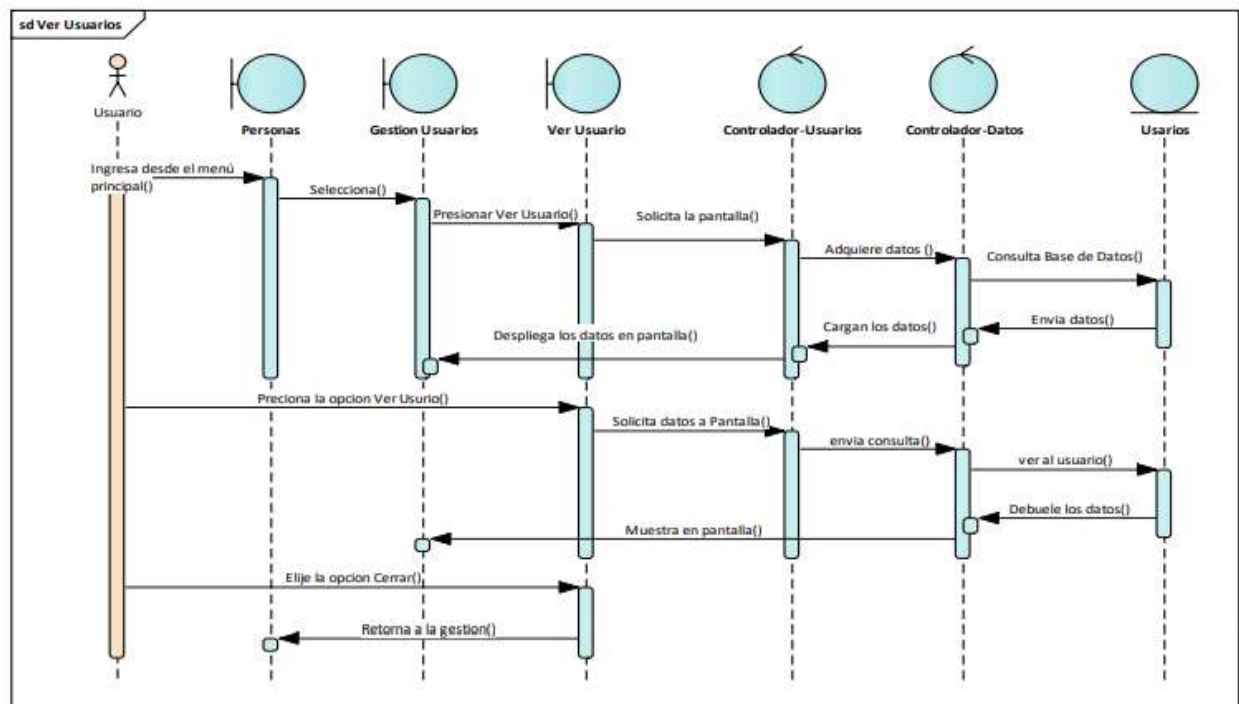 sd Ver Usuarios
Usuario
Personas
Gestion Usuarios
Ver Usuario
Controlador-Usuarios
Controlador-Datos
Usarios
Ingresa desde el menú
principal()
Selecciona()
Presionar Ver Usuario()
Solicita la pantalla()
Adquiere datos ()
Consulta Base de Datos()
Envia datos()
Cargan los datos()
Despliega los datos en pantalla()
Preciona la opcion Ver Usurio()
Solicita datos a Pantalla()
envia consulta()
ver al usuario()
Debuele los datos()
Muestra en pantalla()
Elije la opcion Cerrar()
Retorna a la gestion()